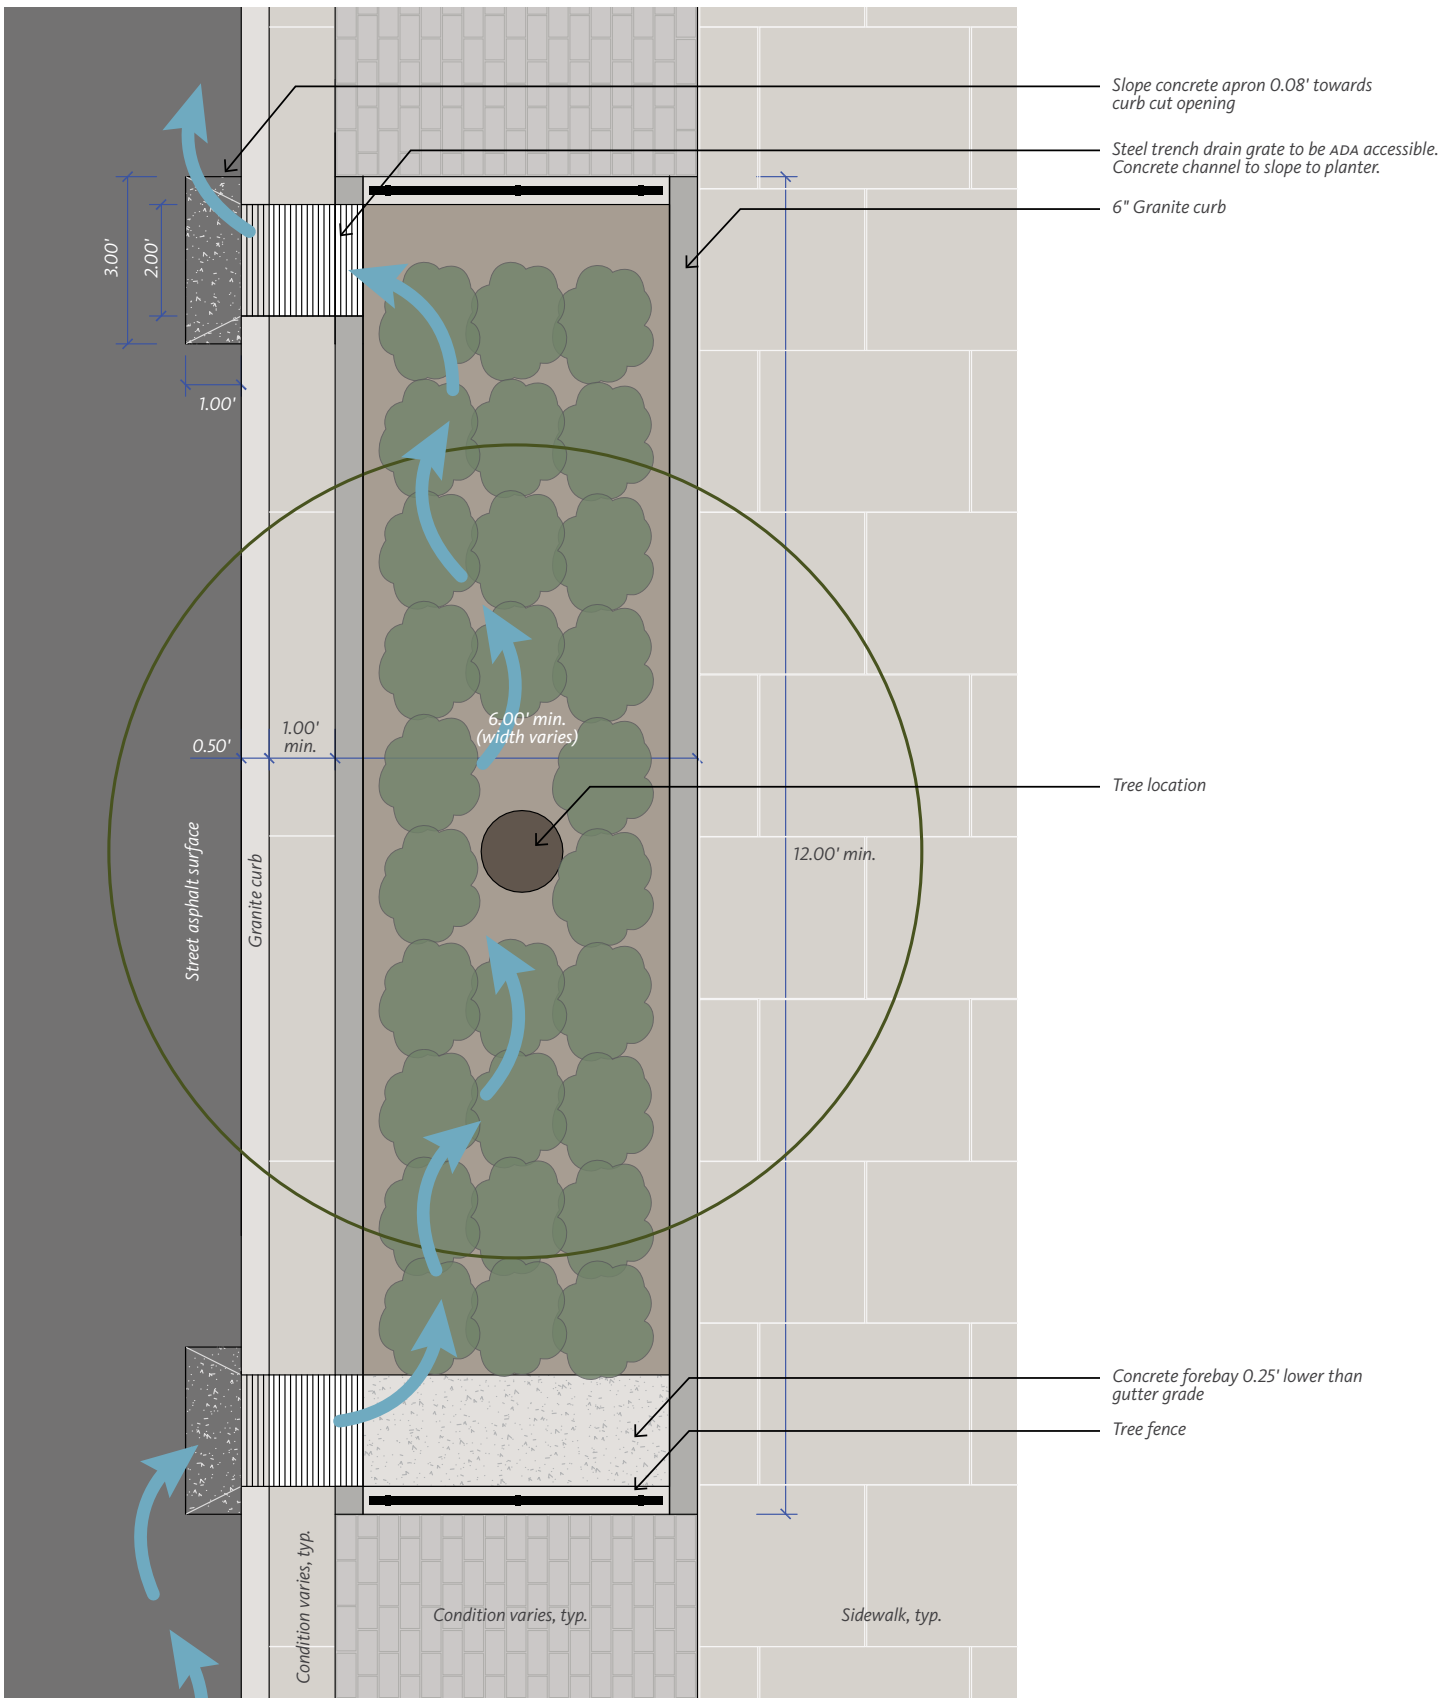 Slope concrete apron 0.08' towards
curb cut opening
Steel trench drain grate to be ADA accessible.
Concrete channel to slope to planter.
6" Granite curb
3.00'
2.00'
1.00'
0.50'
1.00'
min.
6.00' min.
(width varies)
Tree location
12.00' min.
Street asphalt surface
Granite curb
Concrete forebay 0.25' lower than
gutter grade
Tree fence
Condition varies, typ.
Condition varies, typ.
Sidewalk, typ.